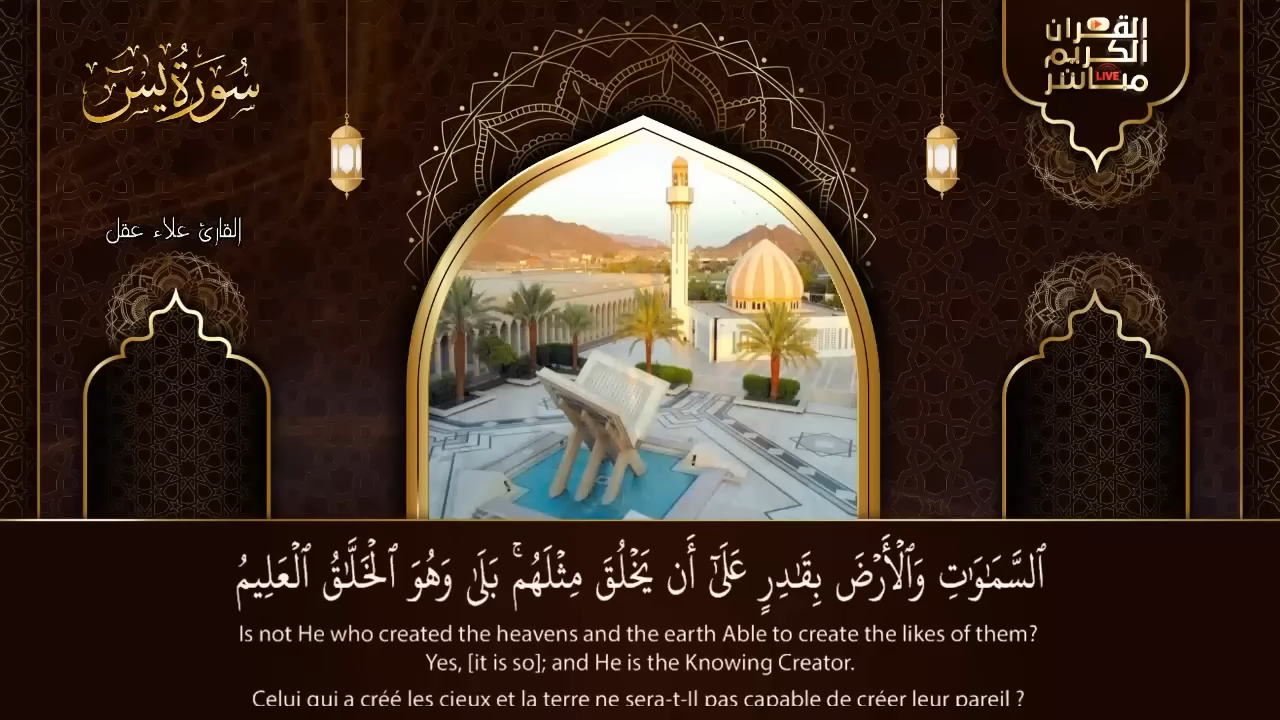 سُورَةُ يسٓ
القرآن
الكريم
مباشر
LIVE
القارئ علاء عقل
ٱلسَّمَٰوَٰتِ وَٱلْأَرْضَ بِقَٰدِرٍ عَلَىٰٓ أَن يَخْلُقَ مِثْلَهُم ۚ بَلَىٰ وَهُوَ ٱلْخَلَّٰقُ ٱلْعَلِيمُ
Is not He who created the heavens and the earth Able to create the likes of them?
Yes, [it is so]; and He is the Knowing Creator.
Celui qui a créé les cieux et la terre ne sera-t-Il pas capable de créer leur pareil ?